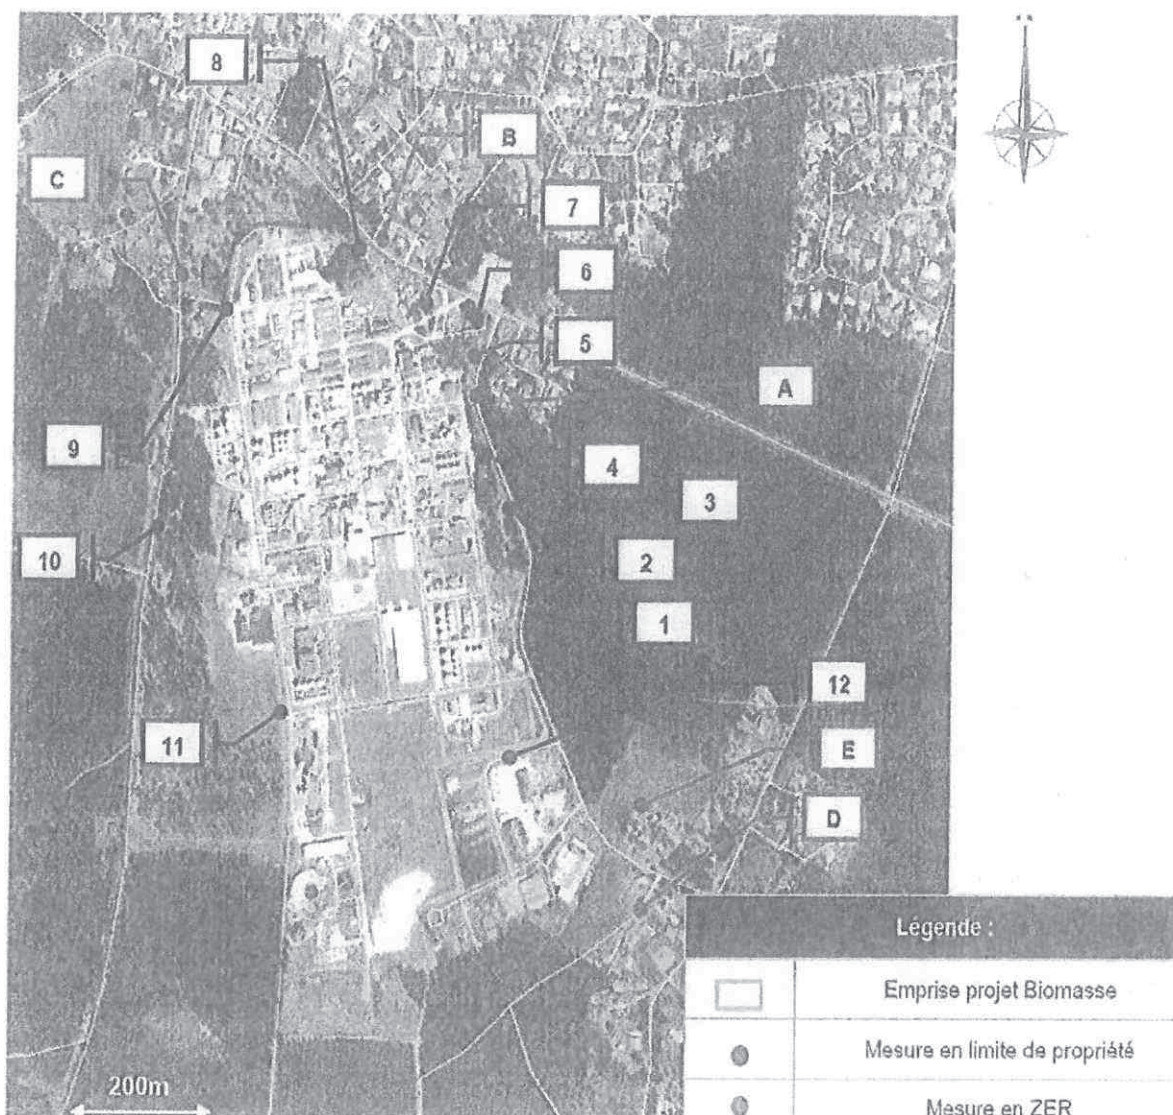 8
B
C
7
6
5
A
9
4
3
10
2
1
12
11
E
D
Légende :
Emprise projet Biomasse
Mesure en limite de propriété
200m
Mesure en ZER